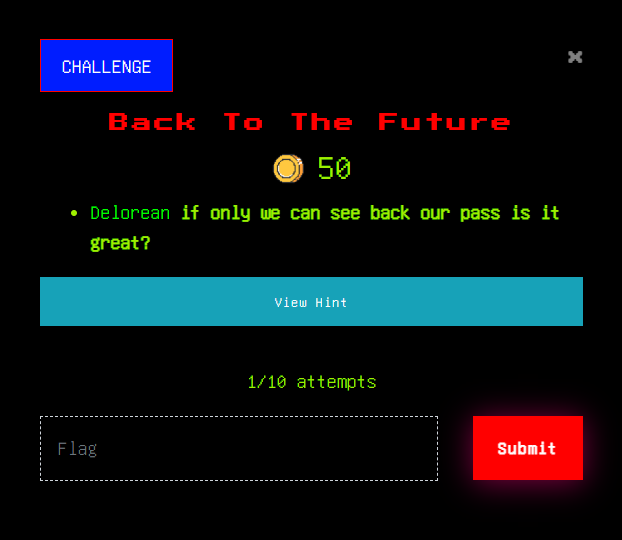 CHALLENGE
Back To The Future
50
Delorean if only we can see back our pass is it
great?
View Hint
1/10 attempts
Flag
Submit